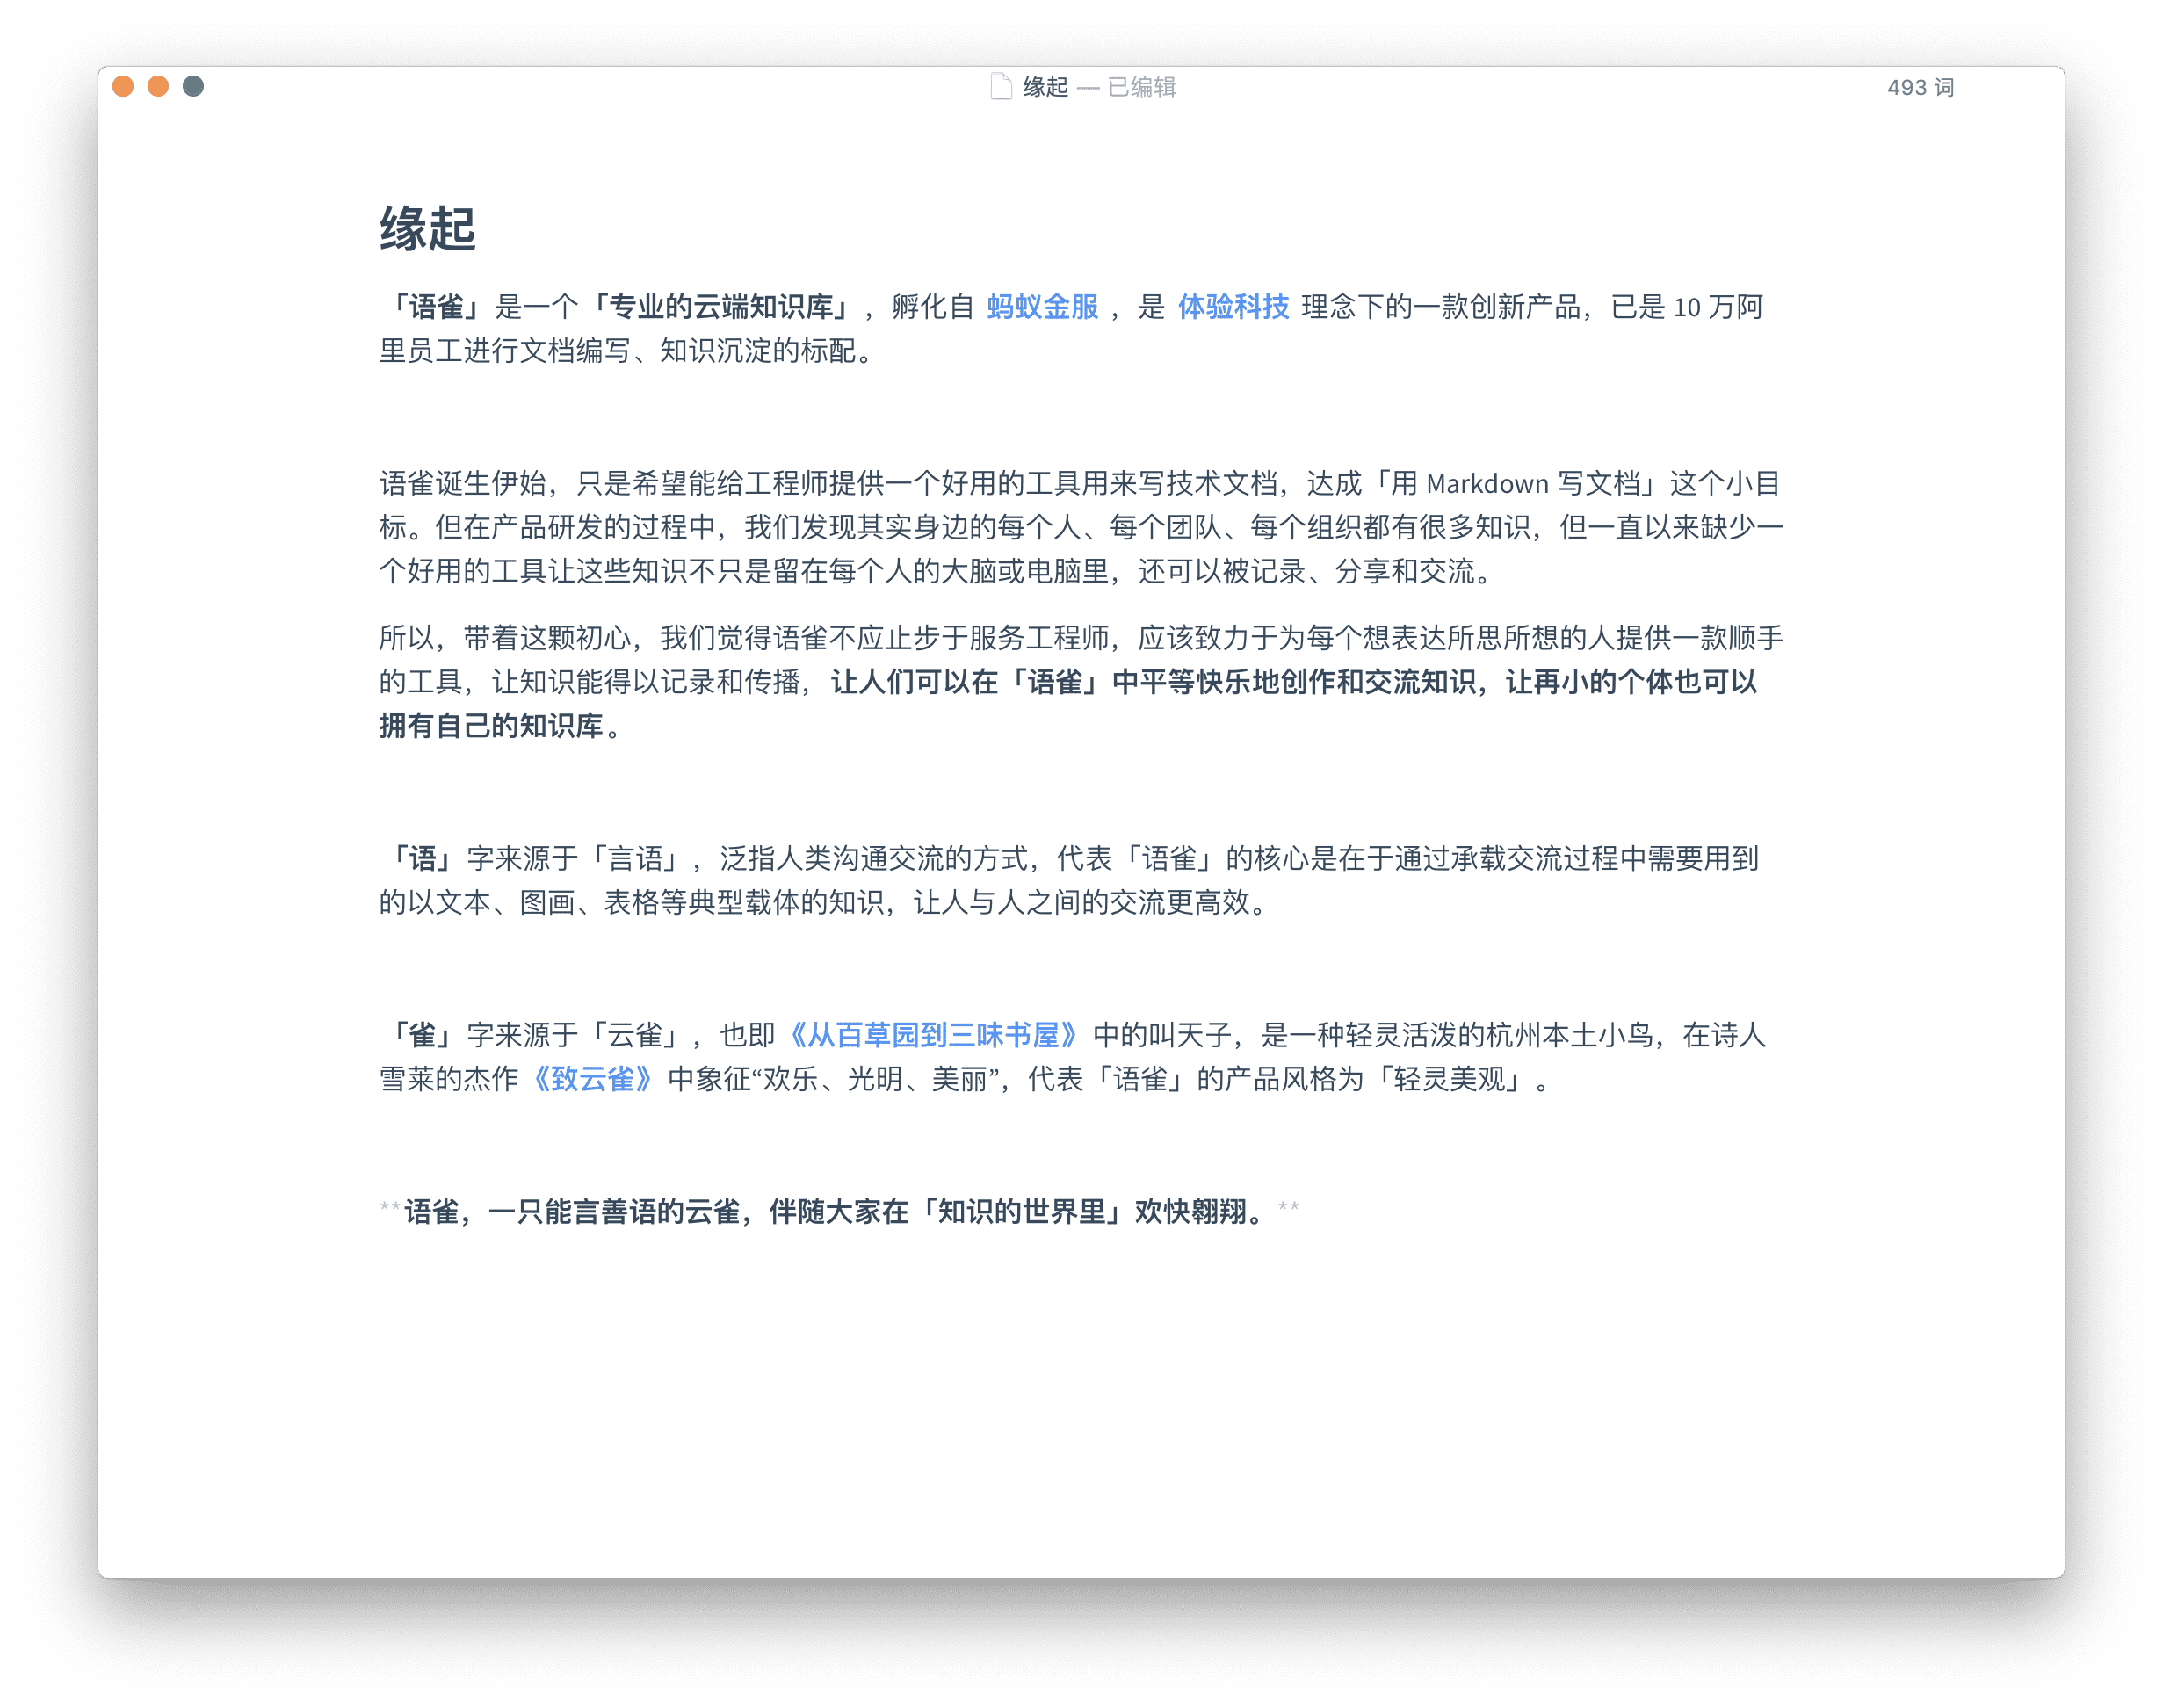 缘起 — 已编辑
493 词
缘起
「语雀」是一个「专业的云端知识库」，孵化自 蚂蚁金服 ，是 体验科技 理念下的一款创新产品，已是 10 万阿
里员工进行文档编写、知识沉淀的标配。
语雀诞生伊始，只是希望能给工程师提供一个好用的工具用来写技术文档，达成「用 Markdown 写文档」这个小目
标。但在产品研发的过程中，我们发现其实身边的每个人、每个团队、每个组织都有很多知识，但一直以来缺少一
个好用的工具让这些知识不只是留在每个人的大脑或电脑里，还可以被记录、分享和交流。
所以，带着这颗初心，我们觉得语雀不应止步于服务工程师，应该致力于为每个想表达所思所想的人提供一款顺手
的工具，让知识能得以记录和传播，让人们可以在「语雀」中平等快乐地创作和交流知识，让再小的个体也可以
拥有自己的知识库。
「语」字来源于「言语」，泛指人类沟通交流的方式，代表「语雀」的核心是在于通过承载交流过程中需要用到
的以文本、图画、表格等典型载体的知识，让人与人之间的交流更高效。
「雀」字来源于「云雀」，也即《从百草园到三味书屋》中的叫天子，是一种轻灵活泼的杭州本土小鸟，在诗人
雪莱的杰作《致云雀》中象征“欢乐、光明、美丽”，代表「语雀」的产品风格为「轻灵美观」。
**语雀，一只能言善语的云雀，伴随大家在「知识的世界里」欢快翱翔。**